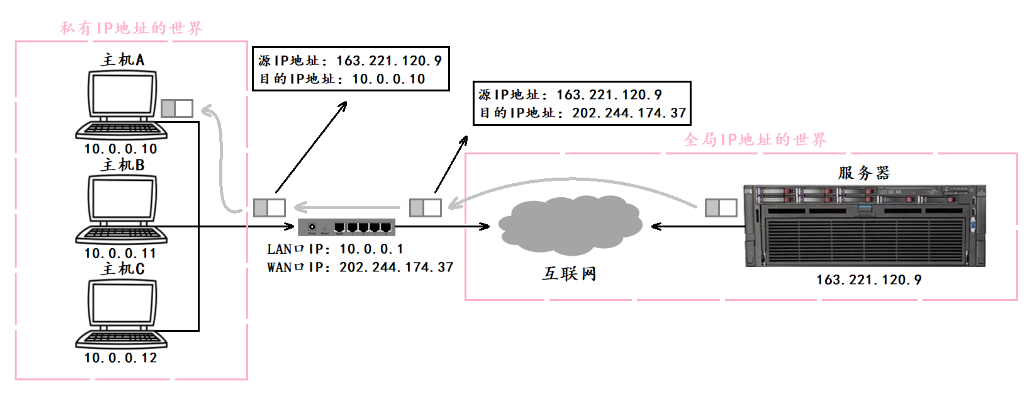 私有IP地址的世界
主机A
10.0.0.10
主机B
10.0.0.11
主机C
10.0.0.12
源IP地址: 163.221.120.9
目的IP地址: 10.0.0.10
源IP地址: 163.221.120.9
目的IP地址: 202.244.174.37
LAN口IP: 10.0.0.1
WAN口IP: 202.244.174.37
全局IP地址的世界
互联网
服务器
163.221.120.9